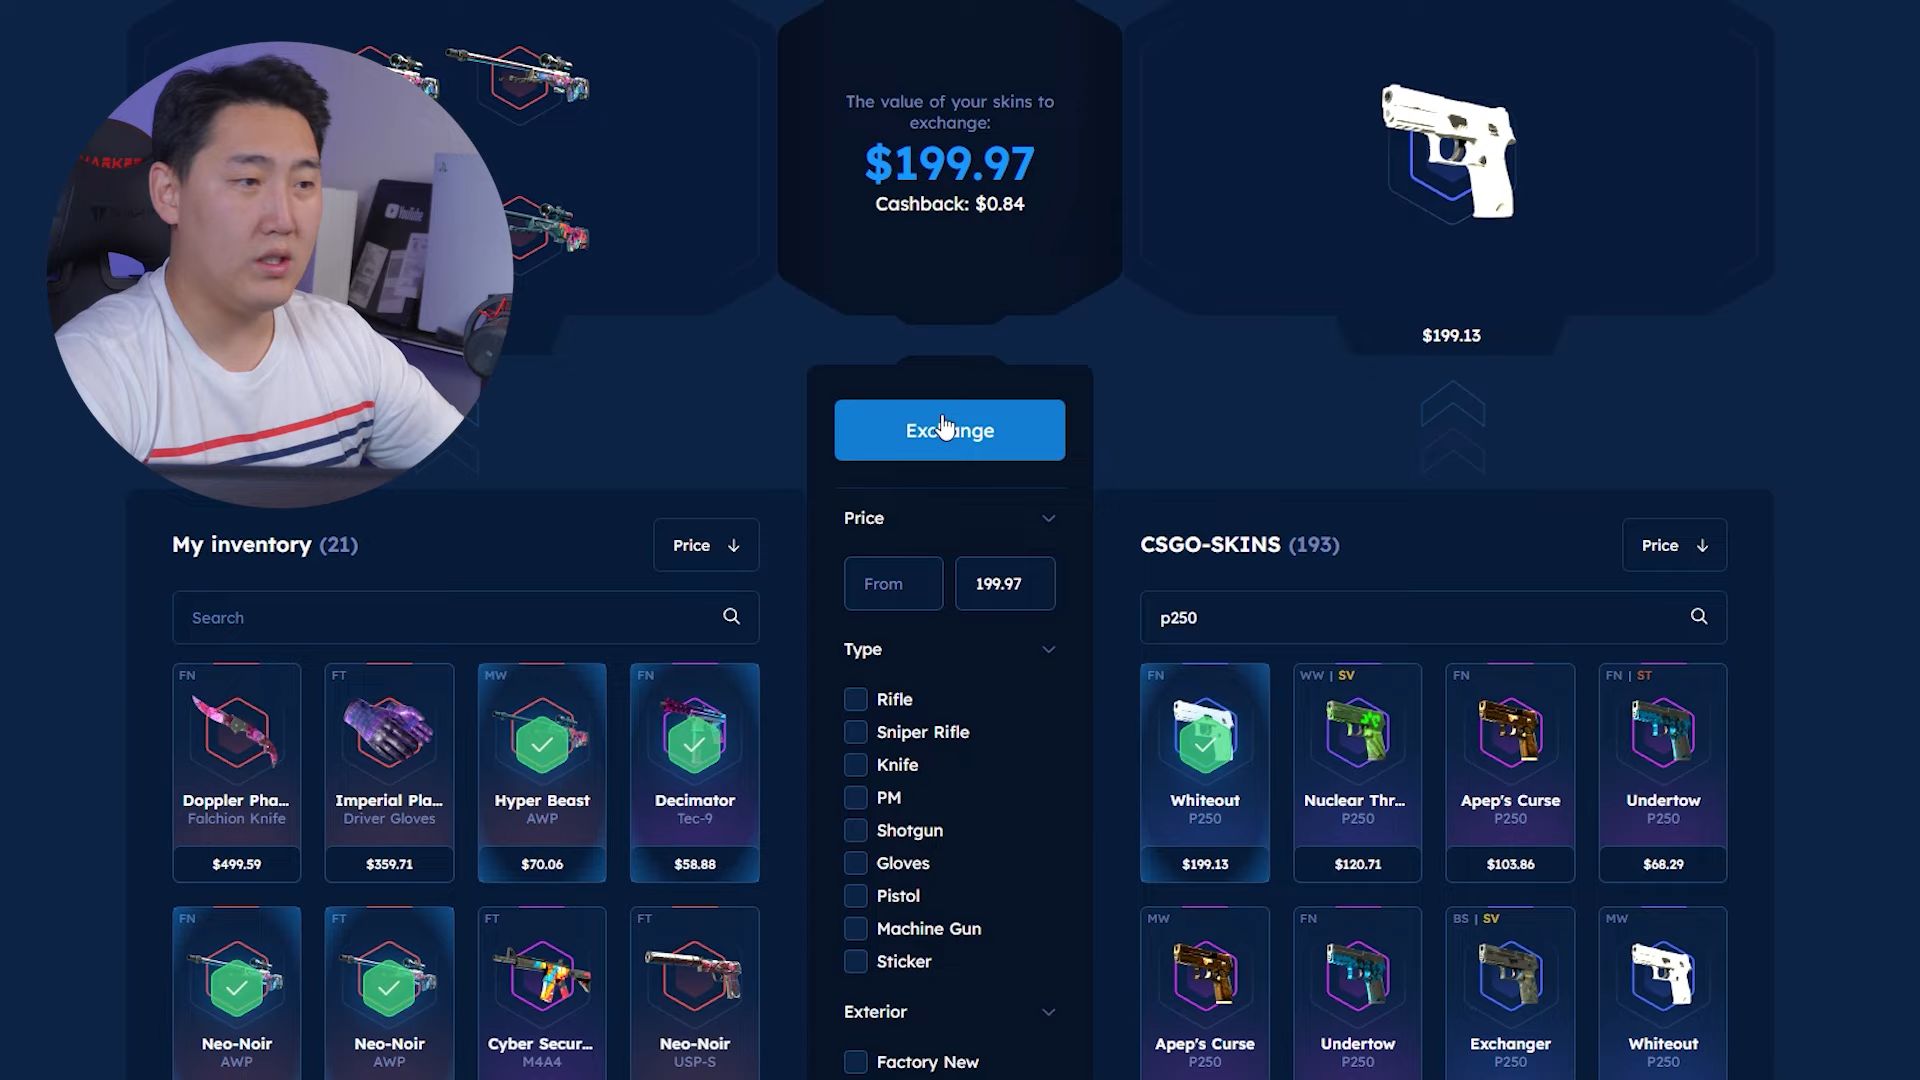 The value of your skins to
exchange:
$199.97
Cashback: $0.84
YouTube
$199.13
Exchange
My inventory (21)
Price
Search
FN
FT
MW
FN
Doppler Pha...
Imperial Pla...
Hyper Beast
Decimator
Falchion Knife
Driver Gloves
AWP
Tec-9
$499.59
$359.71
$70.06
$58.88
FN
FT
FT
FT
Neo-Noir
Neo-Noir
Cyber Secur...
Neo-Noir
AWP
AWP
M4A4
USP-S
Price
From
199.97
Type
Rifle
Sniper Rifle
Knife
PM
Shotgun
Gloves
Pistol
Machine Gun
Sticker
Exterior
Factory New
CSGO-SKINS (193)
Price
p250
FN
WW | SV
FN
FN | ST
Whiteout
Nuclear Thr...
Apep's Curse
Undertow
P250
P250
P250
P250
$199.13
$120.71
$103.86
$68.29
MW
FN
BS | SV
MW
Apep's Curse
Undertow
Exchanger
Whiteout
P250
P250
P250
P250